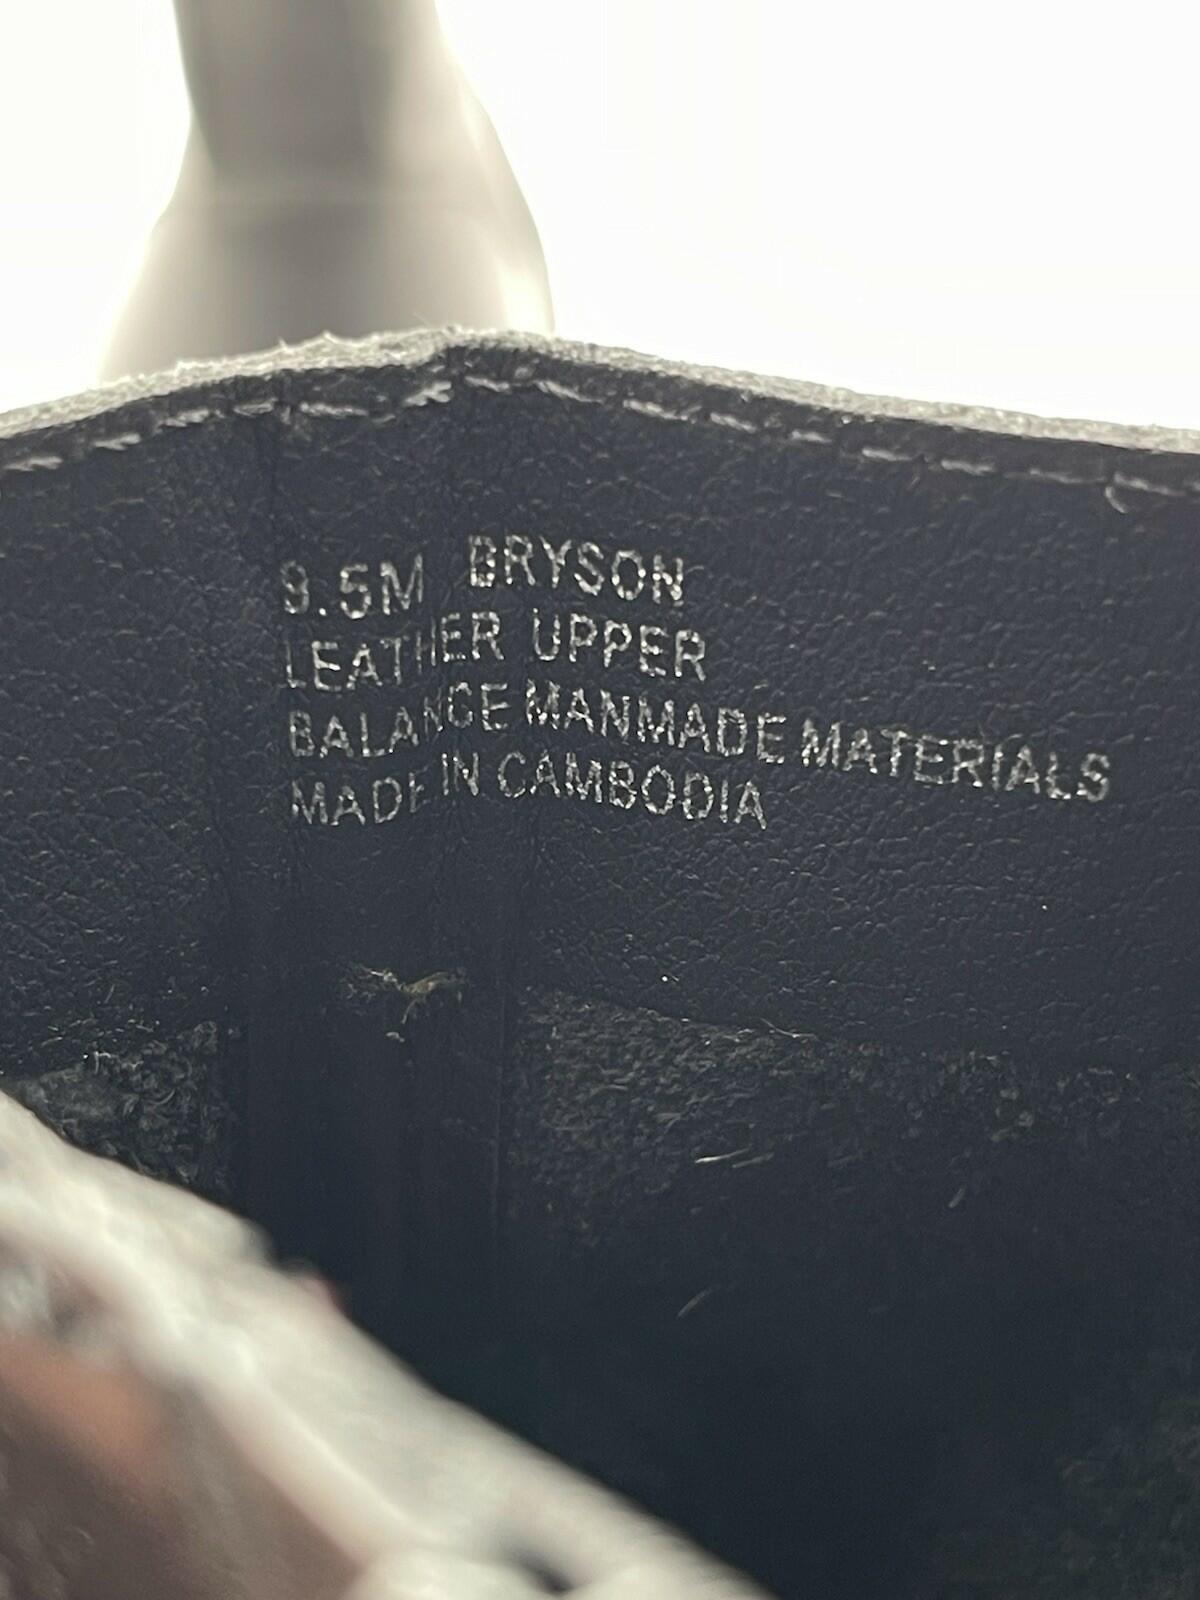 9.5M BRYSON
LEATHER UPPER
BALANCE MANMADE MATERIALS
MADE IN CAMBODIA